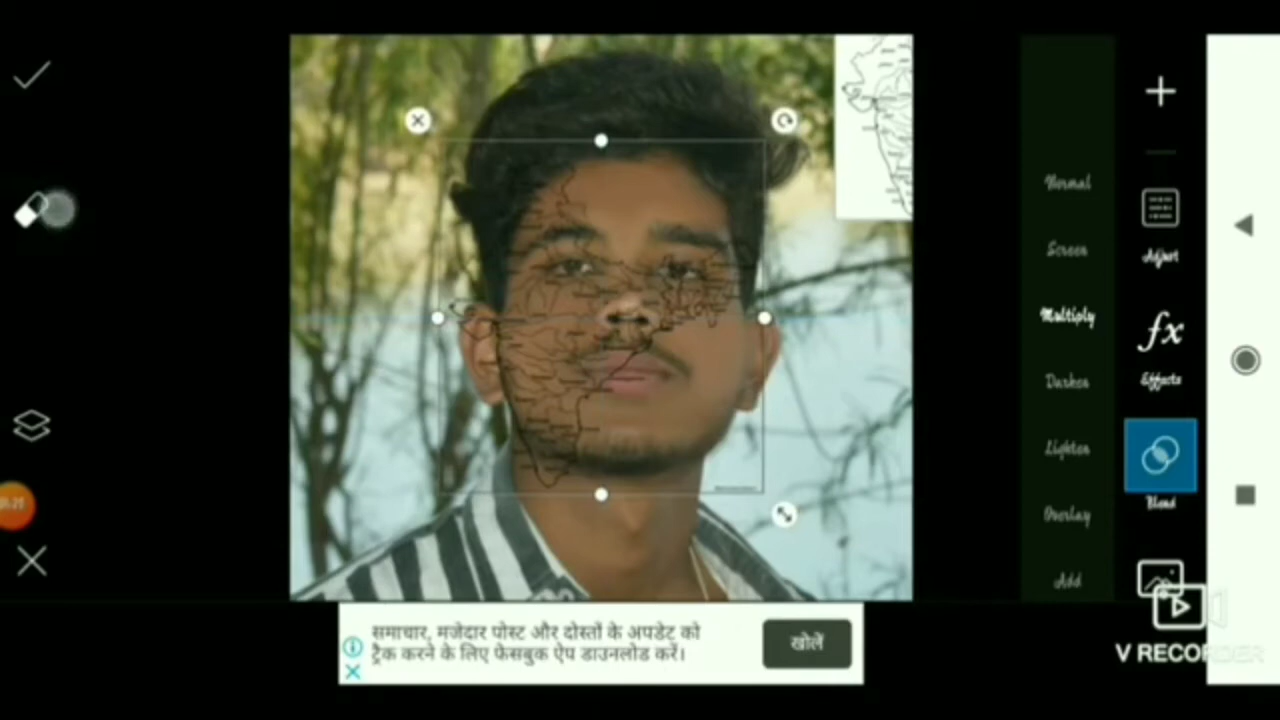 Normal
Screen
Multiply
Darken
Lighten
Overlay
Add
Adjust
fx
Effects
Blend
समाचार, मजेदार पोस्ट और दोस्तों के अपडेट को
ट्रैक करने के लिए फेसबुक ऐप डाउनलोड करें।
खोलें
V RECORDER